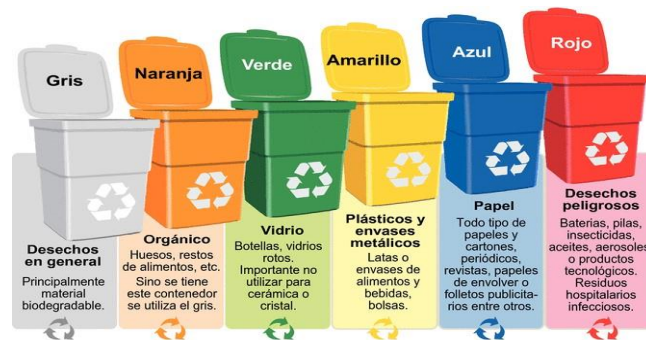 Gris
Desechos
en general
Principalmente
material
biodegradable.
Naranja
Orgánico
Huesos, restos
de alimentos, etc.
Sino se tiene
este contenedor
se utiliza el gris.
Verde
Vidrio
Botellas, vidrios
rotos.
Importante no
utilizar para
cerámica o
cristal.
Amarillo
Plásticos y
envases
metálicos
Latas o
envases de
alimentos y
bebidas,
bolsas.
Azul
Papel
Todo tipo de
papeles y
cartones,
periódicos,
revistas, papeles
de envolver o
folletos publicita-
rios entre otros.
Rojo
Desechos
peligrosos
Baterias, pilas,
insecticidas,
aceites, aerosoles
o productos
tecnológicos.
Residuos
hospitalarios
infecciosos.